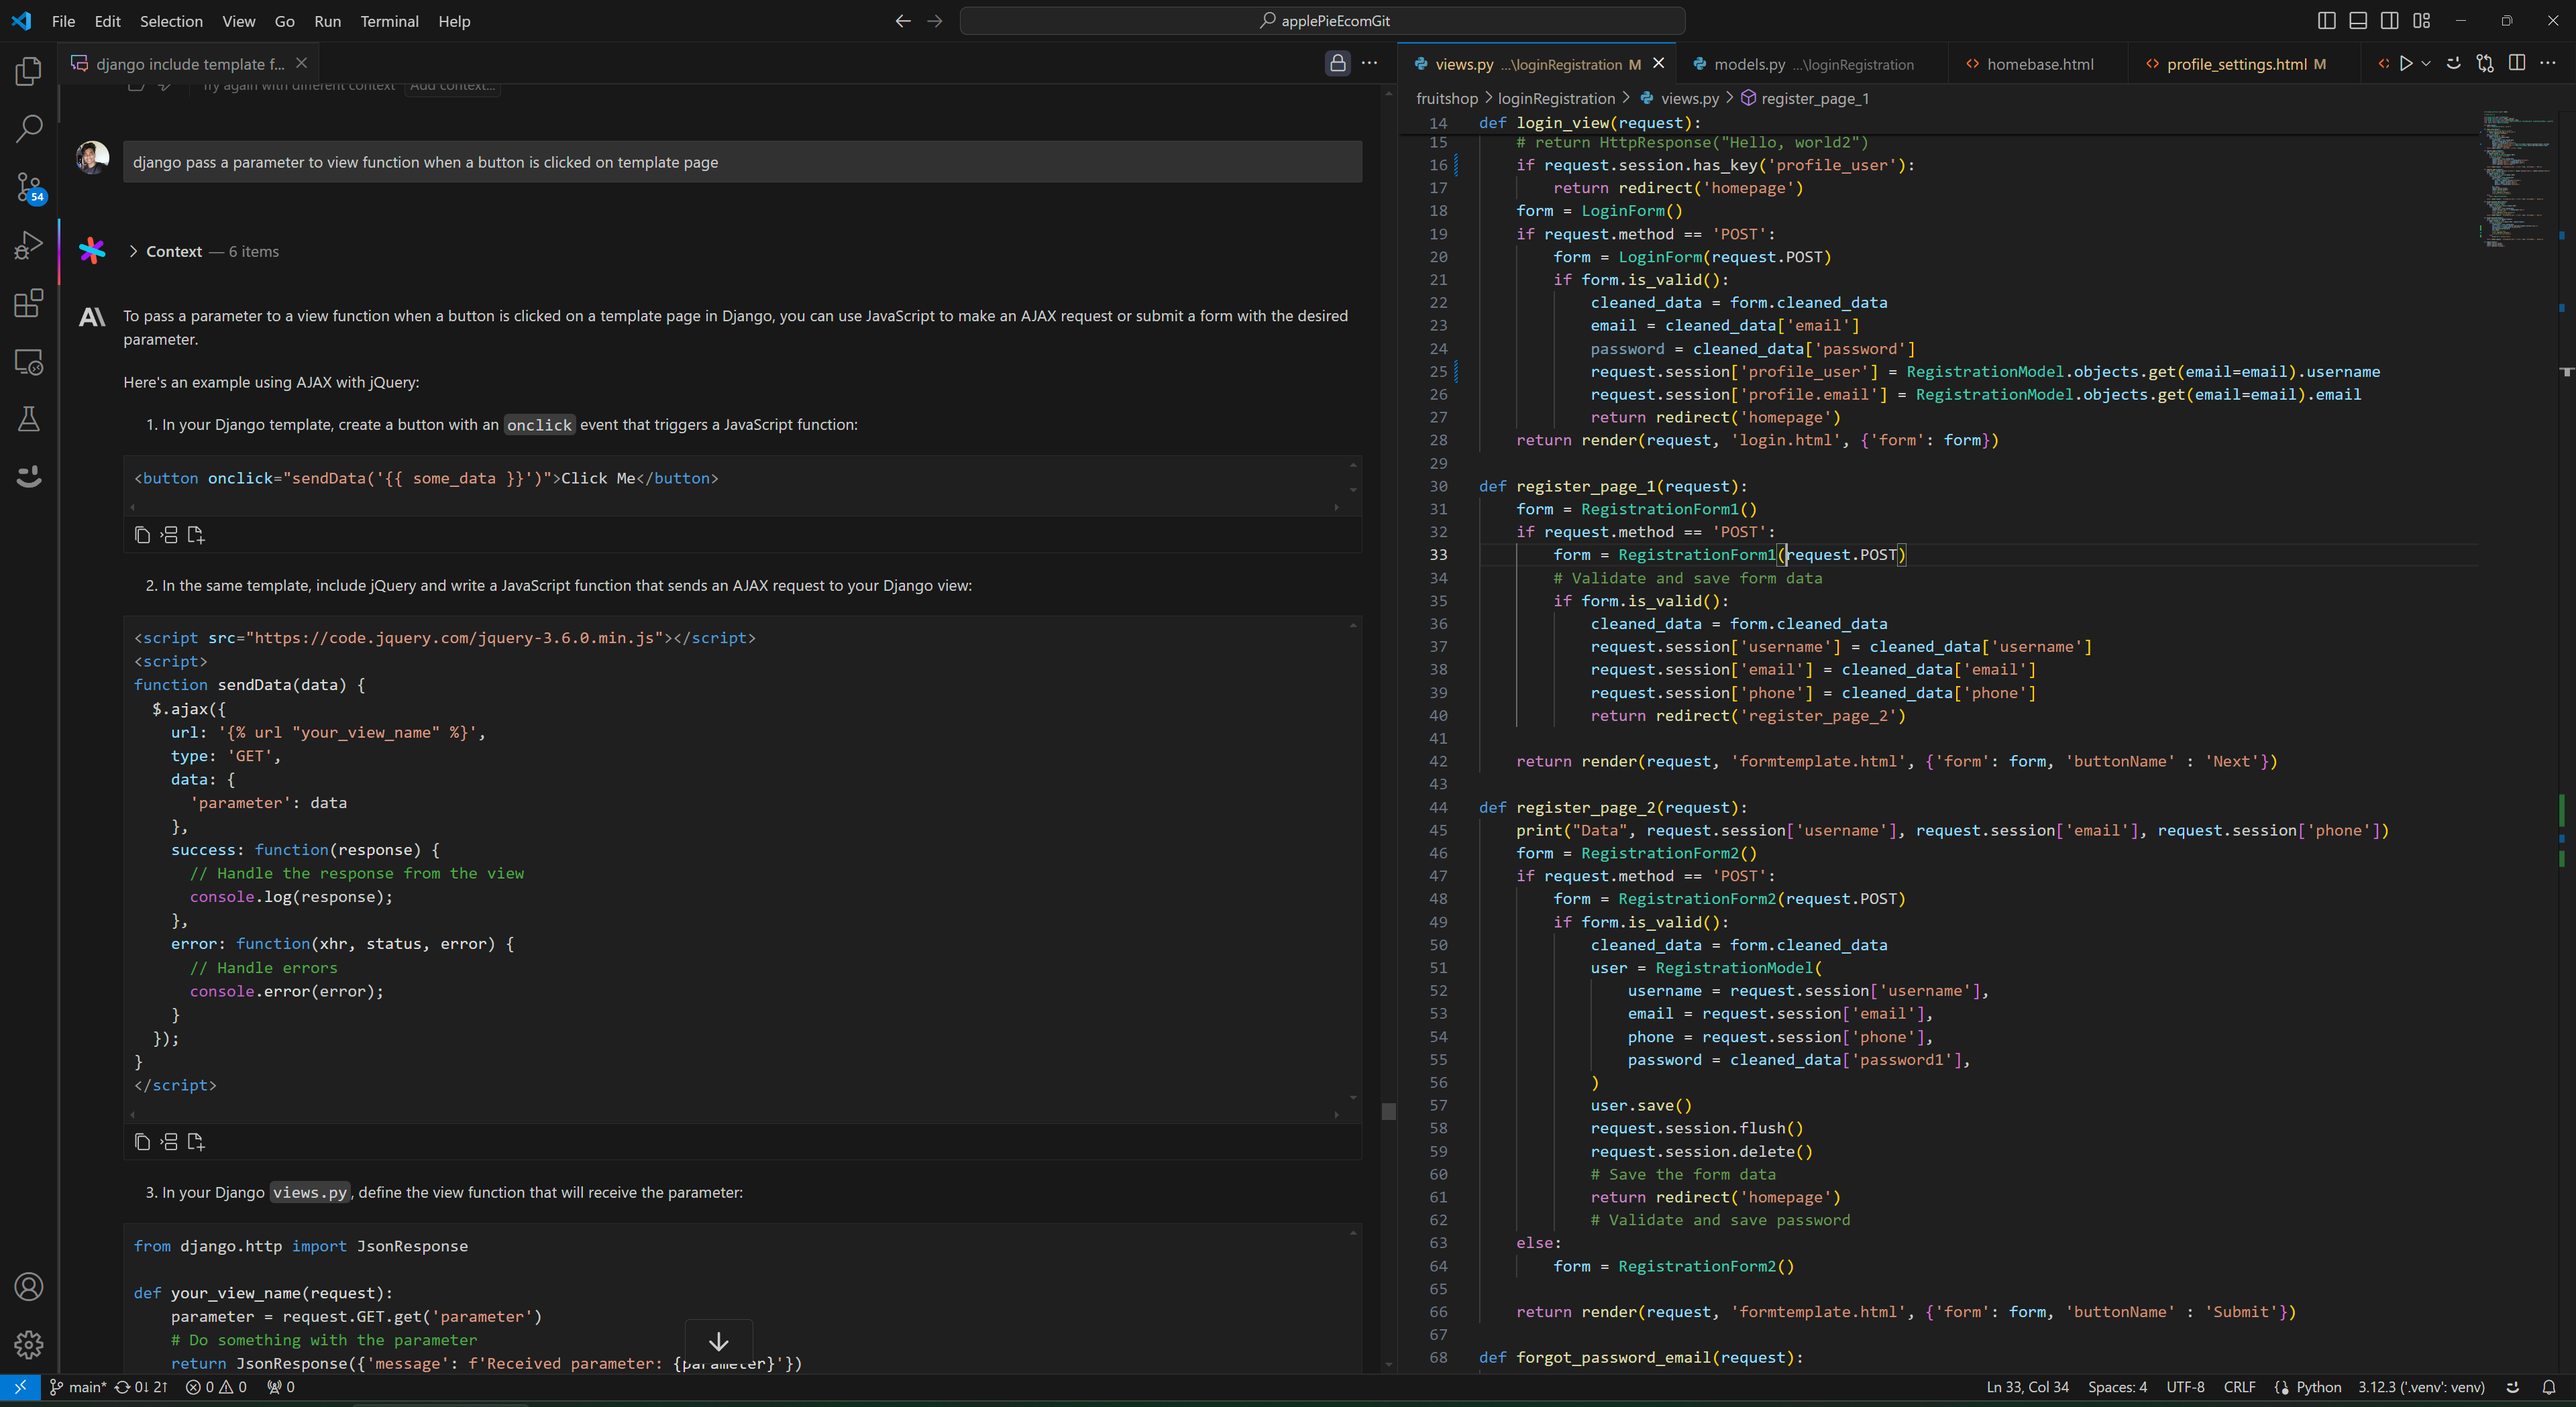 File Edit Selection View Go Run Terminal Help
applePieEcomGit
django include template f...
views.py ...\loginRegistration M
models.py ...\loginRegistration
homebase.html
profile_settings.html M
Try again with different context Add context...
django pass a parameter to view function when a button is clicked on template page
54
Context — 6 items
To pass a parameter to a view function when a button is clicked on a template page in Django, you can use JavaScript to make an AJAX request or submit a form with the desired
parameter.
Here's an example using AJAX with jQuery:
1. In your Django template, create a button with an onclick event that triggers a JavaScript function:
<button onclick="sendData('{{ some_data }}')">Click Me</button>
2. In the same template, include jQuery and write a JavaScript function that sends an AJAX request to your Django view:
<script src="https://code.jquery.com/jquery-3.6.0.min.js"></script>
<script>
function sendData(data) {
$.ajax({
url: '{% url "your_view_name" %}',
type: 'GET',
data: {
'parameter': data
},
success: function(response) {
// Handle the response from the view
console.log(response);
},
error: function(xhr, status, error) {
// Handle errors
console.error(error);
}
});
}
</script>
3. In your Django views.py, define the view function that will receive the parameter:
from django.http import JsonResponse
def your_view_name(request):
parameter = request.GET.get('parameter')
# Do something with the parameter
return JsonResponse({'message': f'Received parameter: {parameter}'})
fruitshop > loginRegistration > views.py > register_page_1
14 def login_view(request):
15 # return HttpResponse("Hello, world2")
16 if request.session.has_key('profile_user'):
17 return redirect('homepage')
18 form = LoginForm()
19 if request.method == 'POST':
20 form = LoginForm(request.POST)
21 if form.is_valid():
22 cleaned_data = form.cleaned_data
23 email = cleaned_data['email']
24 password = cleaned_data['password']
25 request.session['profile_user'] = RegistrationModel.objects.get(email=email).username
26 request.session['profile.email'] = RegistrationModel.objects.get(email=email).email
27 return redirect('homepage')
28 return render(request, 'login.html', {'form': form})
29
30 def register_page_1(request):
31 form = RegistrationForm1()
32 if request.method == 'POST':
33 form = RegistrationForm1(request.POST)
34 # Validate and save form data
35 if form.is_valid():
36 cleaned_data = form.cleaned_data
37 request.session['username'] = cleaned_data['username']
38 request.session['email'] = cleaned_data['email']
39 request.session['phone'] = cleaned_data['phone']
40 return redirect('register_page_2')
41
42 return render(request, 'formtemplate.html', {'form': form, 'buttonName' : 'Next'})
43
44 def register_page_2(request):
45 print("Data", request.session['username'], request.session['email'], request.session['phone'])
46 form = RegistrationForm2()
47 if request.method == 'POST':
48 form = RegistrationForm2(request.POST)
49 if form.is_valid():
50 cleaned_data = form.cleaned_data
51 user = RegistrationModel(
52 username = request.session['username'],
53 email = request.session['email'],
54 phone = request.session['phone'],
55 password = cleaned_data['password1'],
56 )
57 user.save()
58 request.session.flush()
59 request.session.delete()
60 # Save the form data
61 return redirect('homepage')
62 # Validate and save password
63 else:
64 form = RegistrationForm2()
65
66 return render(request, 'formtemplate.html', {'form': form, 'buttonName' : 'Submit'})
67
68 def forgot_password_email(request):
main* 0↓ 2↑ 0 0 0
Ln 33, Col 34 Spaces: 4 UTF-8 CRLF Python 3.12.3 ('.venv': venv)